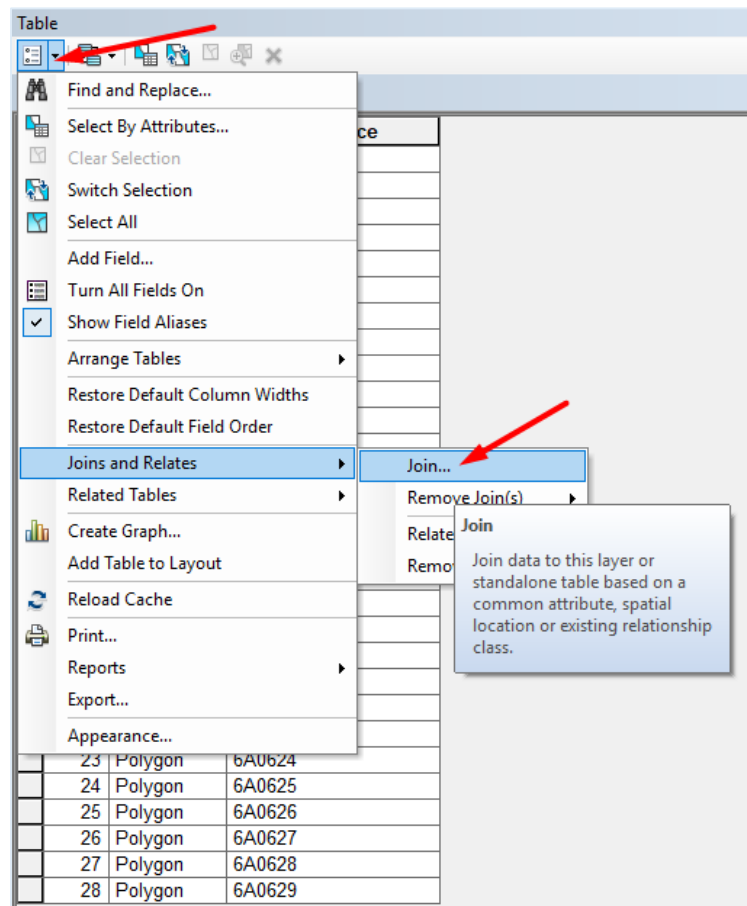 Table
Find and Replace...
Select By Attributes...
ce
Clear Selection
Switch Selection
Select All
Add Field...
Turn All Fields On
Show Field Aliases
Arrange Tables
Restore Default Column Widths
Restore Default Field Order
Joins and Relates
Join...
Related Tables
Remove Join(s)
Create Graph...
Relate
Join
Add Table to Layout
Remo
Join data to this layer or
standalone table based on a
common attribute, spatial
location or existing relationship
class.
Reload Cache
Print...
Reports
Export...
Appearance...
23 Polygon 6A0624
24 Polygon 6A0625
25 Polygon 6A0626
26 Polygon 6A0627
27 Polygon 6A0628
28 Polygon 6A0629